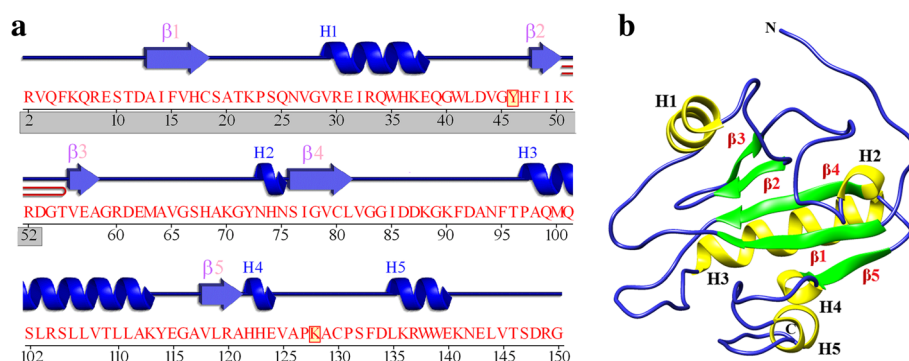 a
β1 H1 β2
RVQFKQRESTDAIFVHCSATKPSQNVGVREIRQWHKEQGWLDVGYHFIIK
2 10 15 20 25 30 35 40 45 51
β3 H2 β4 H3
RDGTVEAGRDEMAVGSHAKGYNHNSIGVCLVGGIDDKGKFDANFTPAQMQ
52 60 65 70 75 80 85 90 95 100
β5 H4 H5
SLRSLLVTLLAKYEGAVLRAHHEVAPKACPSFDLKRWWEKNELVTSDRG
102 110 115 120 125 130 135 140 145 150
b
N
H1
β3
β2
β4
H2
β1
H3
β5
H4
C
H5